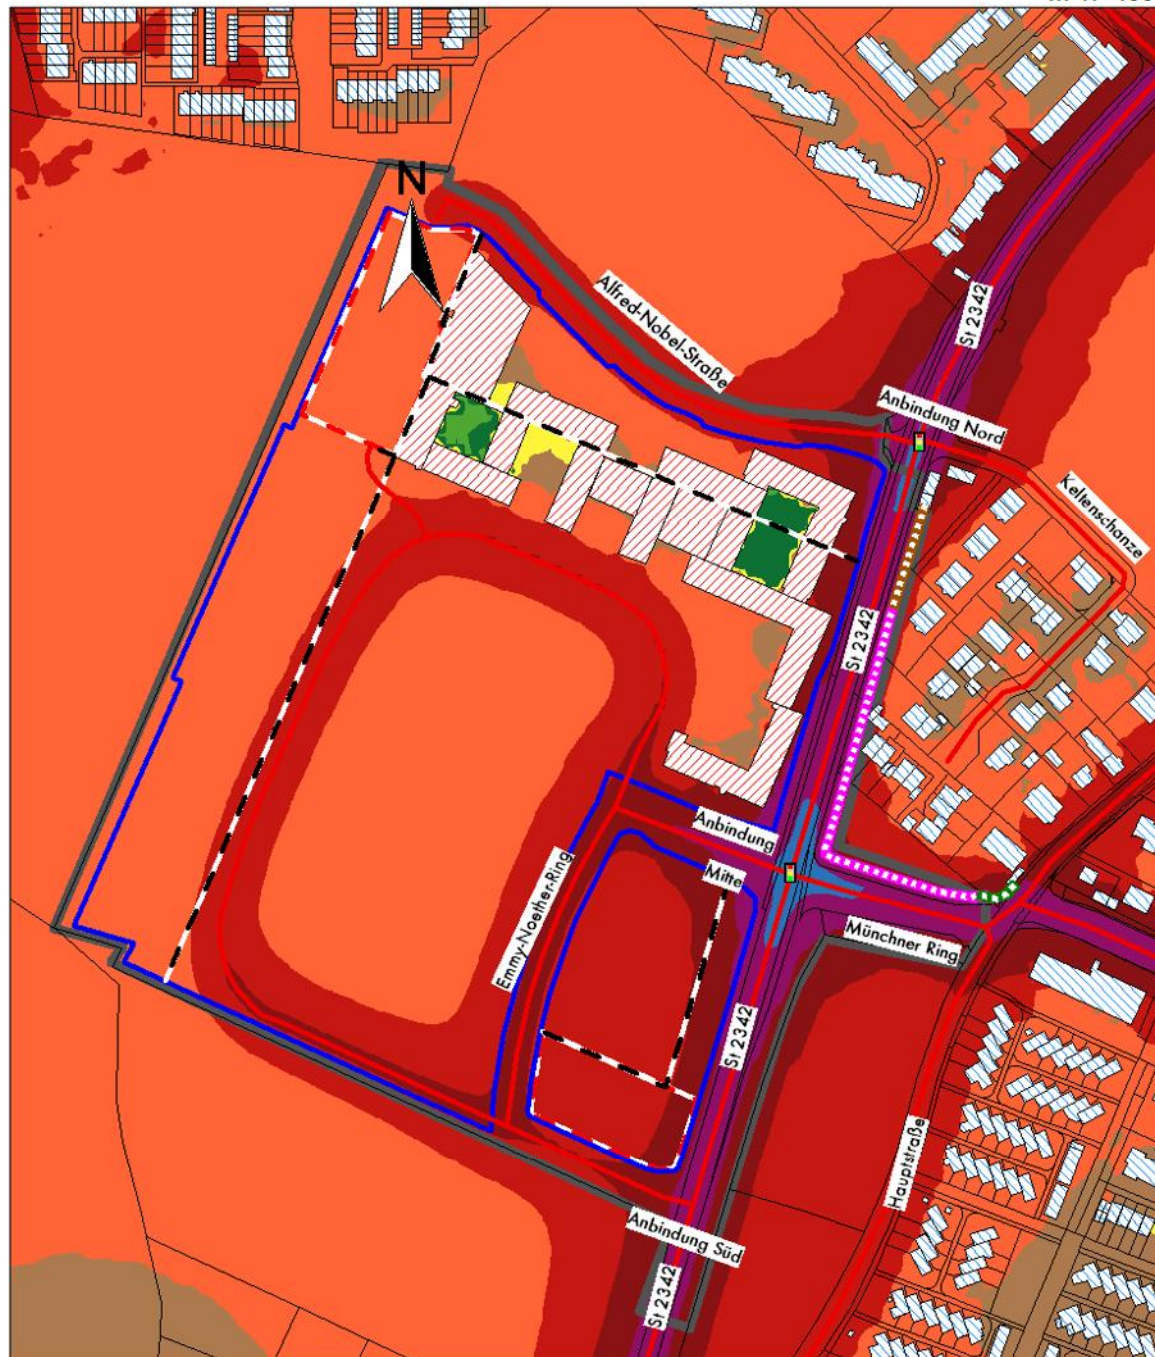 N
Alfred-Nobel-Straße
St 2342
Anbindung Nord
Keltenschanze
St 2342
Anbindung
Mitte
Emmy-Noether-Ring
Münchner Ring
St 2342
Hauptstraße
Anbindung Süd
St 2342